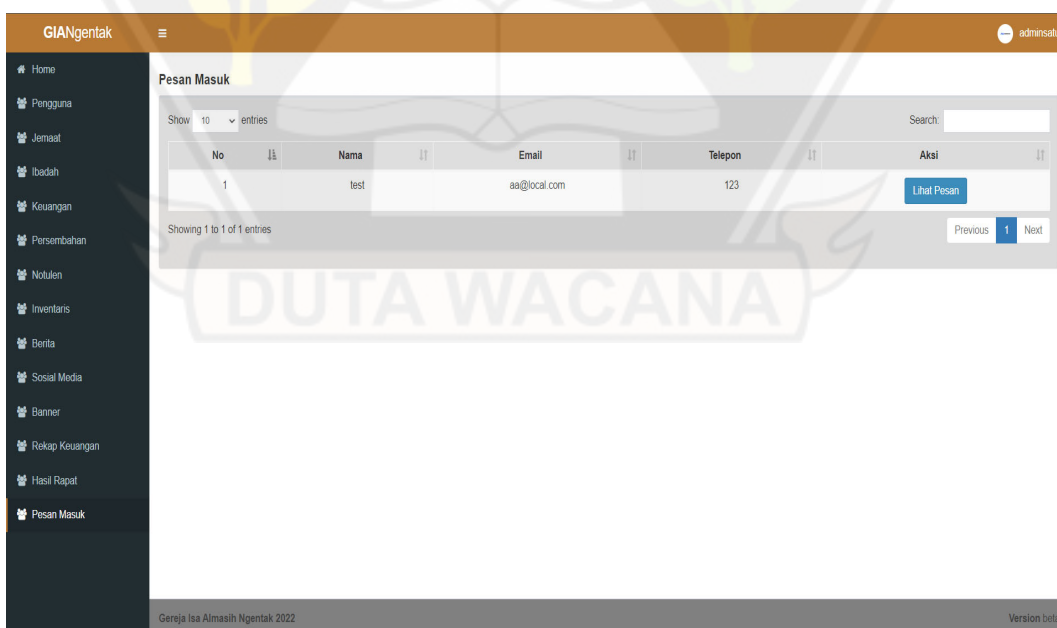 GIANgentak
adminsatu
Home
Pengguna
Jemaat
Ibadah
Keuangan
Persembahan
Notulen
Inventaris
Berita
Sosial Media
Banner
Rekap Keuangan
Hasil Rapat
Pesan Masuk
Pesan Masuk
Show 10 entries
Search:
No Nama Email Telepon Aksi
1 test aa@local.com 123 Lihat Pesan
Showing 1 to 1 of 1 entries
Previous 1 Next
DUTA WACANA
Gereja Isa Almasih Ngentak 2022
Version beta